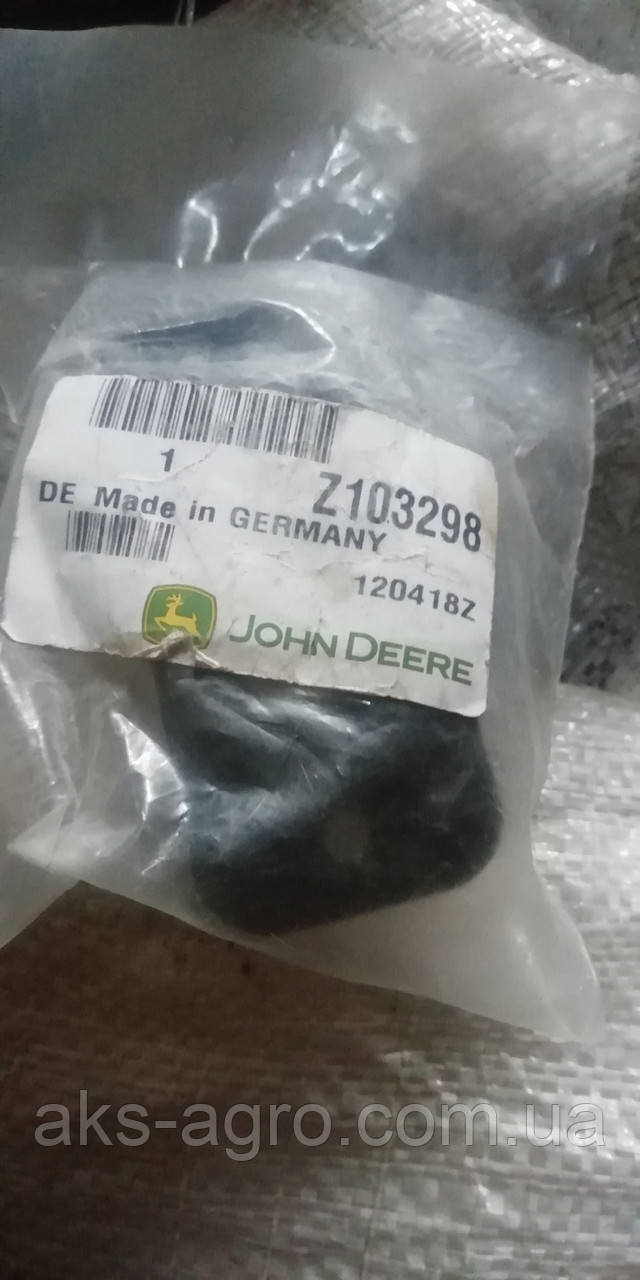 1
Z103298
DE Made in GERMANY
120418Z
JOHN DEERE
aks-agro.com.ua